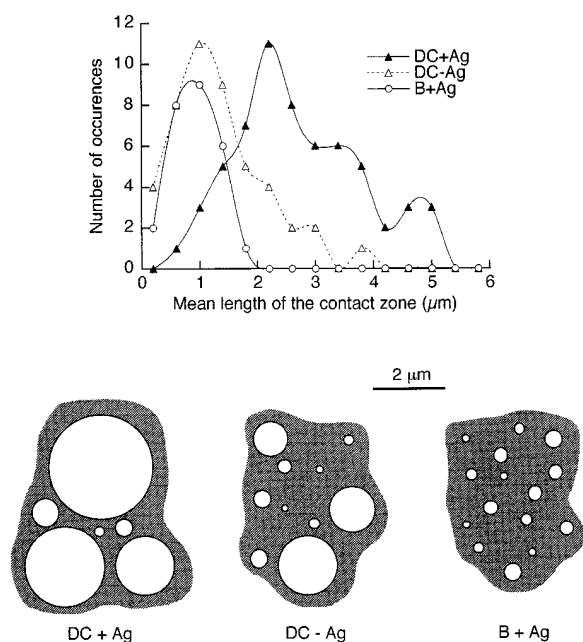 12
10
8
6
4
2
0
Number of occurences
DC+Ag
DC-Ag
B+Ag
0 1 2 3 4 5 6
Mean length of the contact zone (µm)
2 µm
DC + Ag
DC - Ag
B + Ag